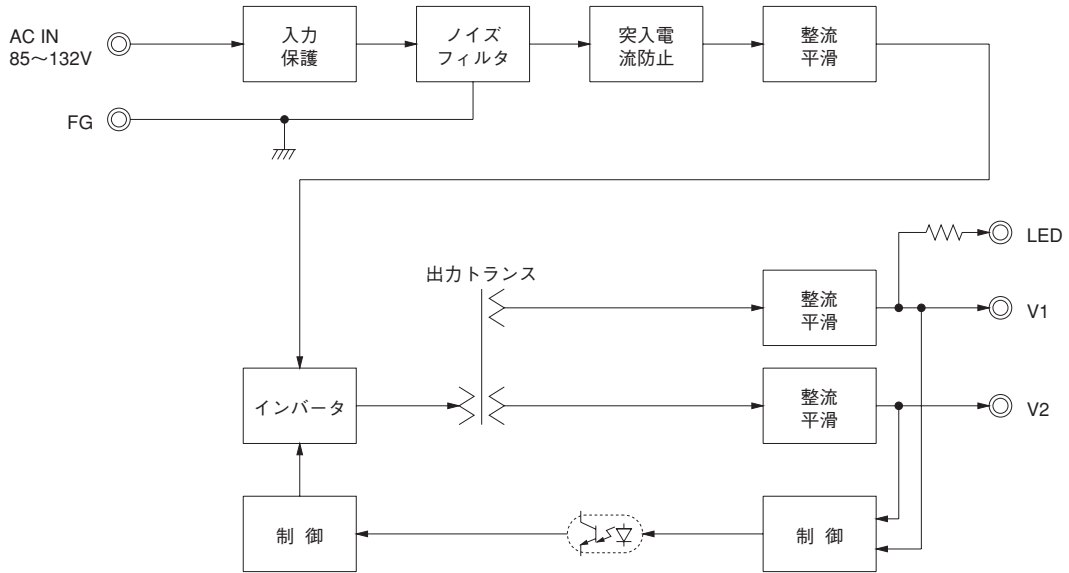 AC IN
85～132V
入力
保護
ノイズ
フィルタ
突入電
流防止
整流
平滑
FG
LED
出力トランス
整流
平滑
V1
インバータ
整流
平滑
V2
制 御
制 御